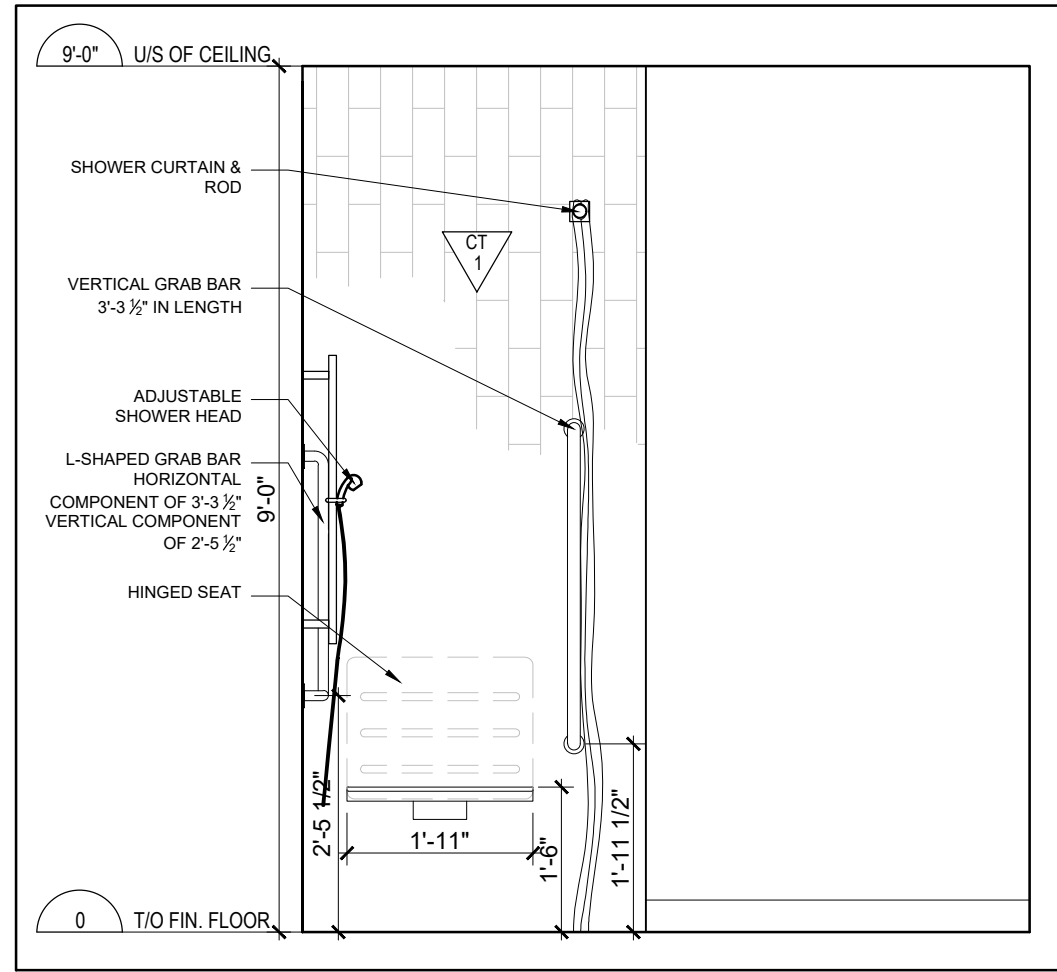 9'-0" U/S OF CEILING
SHOWER CURTAIN &
ROD
CT
1
VERTICAL GRAB BAR
3'-3 ½" IN LENGTH
ADJUSTABLE
SHOWER HEAD
L-SHAPED GRAB BAR
HORIZONTAL
COMPONENT OF 3'-3 ½"
VERTICAL COMPONENT
OF 2'-5 ½"
9'-0"
HINGED SEAT
2'-5 1/2"
1'-11"
1'-6"
1'-11 1/2"
0 T/O FIN. FLOOR